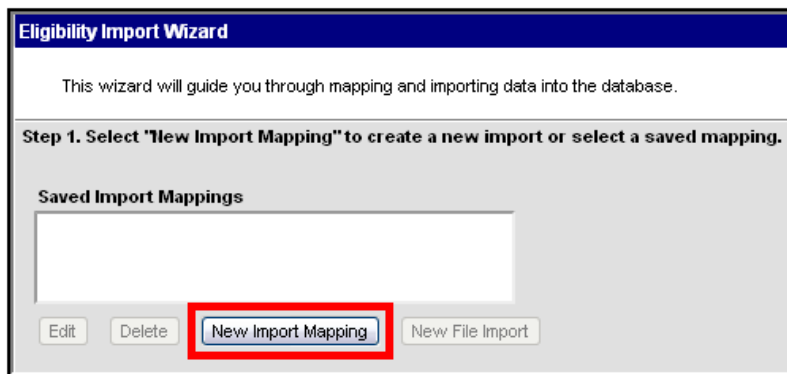 Eligibility Import Wizard
This wizard will guide you through mapping and importing data into the database.
Step 1. Select "New Import Mapping" to create a new import or select a saved mapping.
Saved Import Mappings
Edit Delete New Import Mapping New File Import